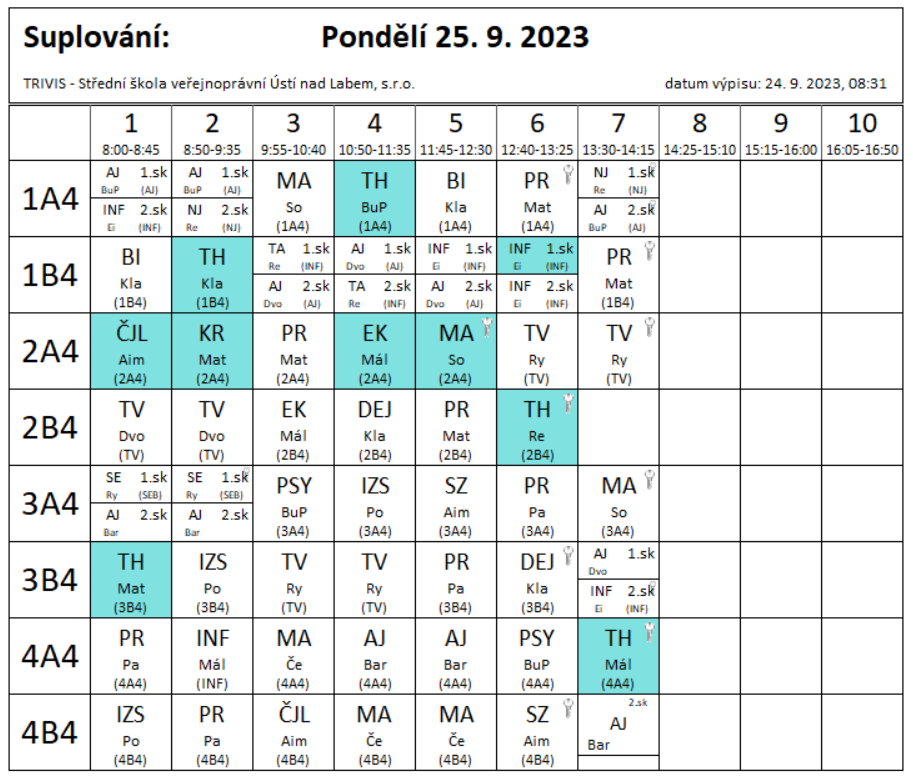 Suplování: Pondělí 25. 9. 2023
TRIVIS - Střední škola veřejnoprávní Ústí nad Labem, s.r.o. datum výpisu: 24. 9. 2023, 08:31
1 2 3 4 5 6 7 8 9 10
8:00-8:45 8:50-9:35 9:55-10:40 10:50-11:35 11:45-12:30 12:40-13:25 13:30-14:15 14:25-15:10 15:15-16:00 16:05-16:50
1A4
AJ 1.sk
BuP (AJ)
INF 2.sk
Ei (INF)
AJ 1.sk
BuP (AJ)
NJ 2.sk
Re (NJ)
MA
So
(1A4)
TH
BuP
(1A4)
BI
Kla
(1A4)
PR
Mat
(1A4)
NJ 1.sk
Re (NJ)
AJ 2.sk
BuP (AJ)
1B4
BI
Kla
(1B4)
TH
Kla
(1B4)
TA 1.sk
Re (INF)
AJ 2.sk
Dvo (AJ)
AJ 1.sk
Dvo (AJ)
TA 2.sk
Re (INF)
INF 1.sk
Ei (INF)
AJ 2.sk
Dvo (AJ)
INF 1.sk
Ei (INF)
INF 2.sk
Ei (INF)
PR
Mat
(1B4)
2A4
ČJL
Aim
(2A4)
KR
Mat
(2A4)
PR
Mat
(2A4)
EK
Mál
(2A4)
MA
So
(2A4)
TV
Ry
(TV)
TV
Ry
(TV)
2B4
TV
Dvo
(TV)
TV
Dvo
(TV)
EK
Mál
(2B4)
DEJ
Kla
(2B4)
PR
Mat
(2B4)
TH
Re
(2B4)
3A4
SE 1.sk
Ry (SEB)
AJ 2.sk
Bar
SE 1.sk
Ry (SEB)
AJ 2.sk
Bar
PSY
BuP
(3A4)
IZS
Po
(3A4)
SZ
Aim
(3A4)
PR
Pa
(3A4)
MA
So
(3A4)
3B4
TH
Mat
(3B4)
IZS
Po
(3B4)
TV
Ry
(TV)
TV
Ry
(TV)
PR
Pa
(3B4)
DEJ
Kla
(3B4)
AJ 1.sk
Dvo
INF 2.sk
Ei (INF)
4A4
PR
Pa
(4A4)
INF
Mál
(INF)
MA
Če
(4A4)
AJ
Bar
(4A4)
AJ
Bar
(4A4)
PSY
BuP
(4A4)
TH
Mál
(4A4)
4B4
IZS
Po
(4B4)
PR
Pa
(4B4)
ČJL
Aim
(4B4)
MA
Če
(4B4)
MA
Če
(4B4)
SZ
Aim
(4B4)
2.sk
AJ
Bar